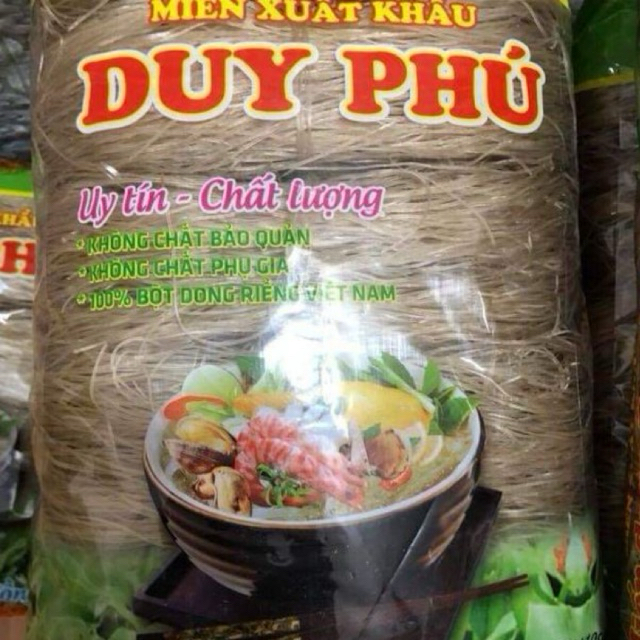 MIẾN XUẤT KHẨU
DUY PHÚ
Uy tín - Chất lượng
• KHÔNG CHẤT BẢO QUẢN
• KHÔNG CHẤT PHỤ GIA
• 100% BỘT DONG RIỀNG VIỆT NAM